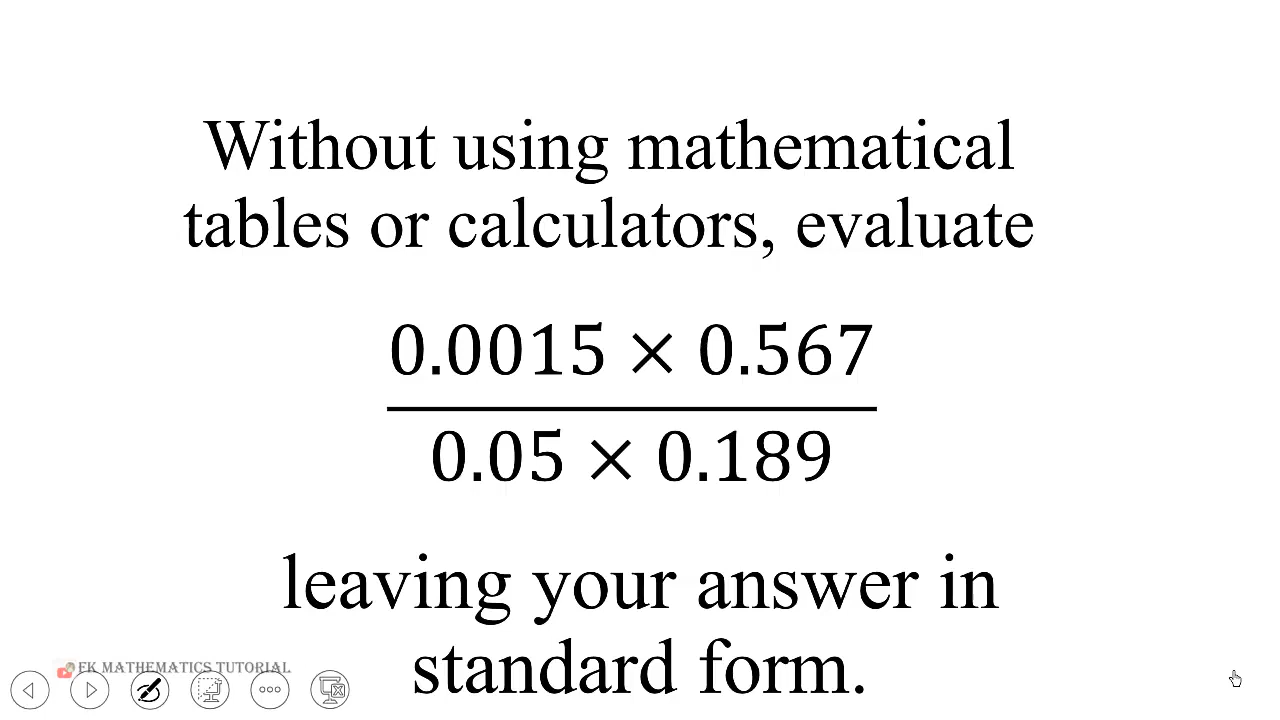 Without using mathematical
tables or calculators, evaluate
0.0015 × 0.567
0.05 × 0.189
leaving your answer in
standard form.
FK MATHEMATICS TUTORIAL